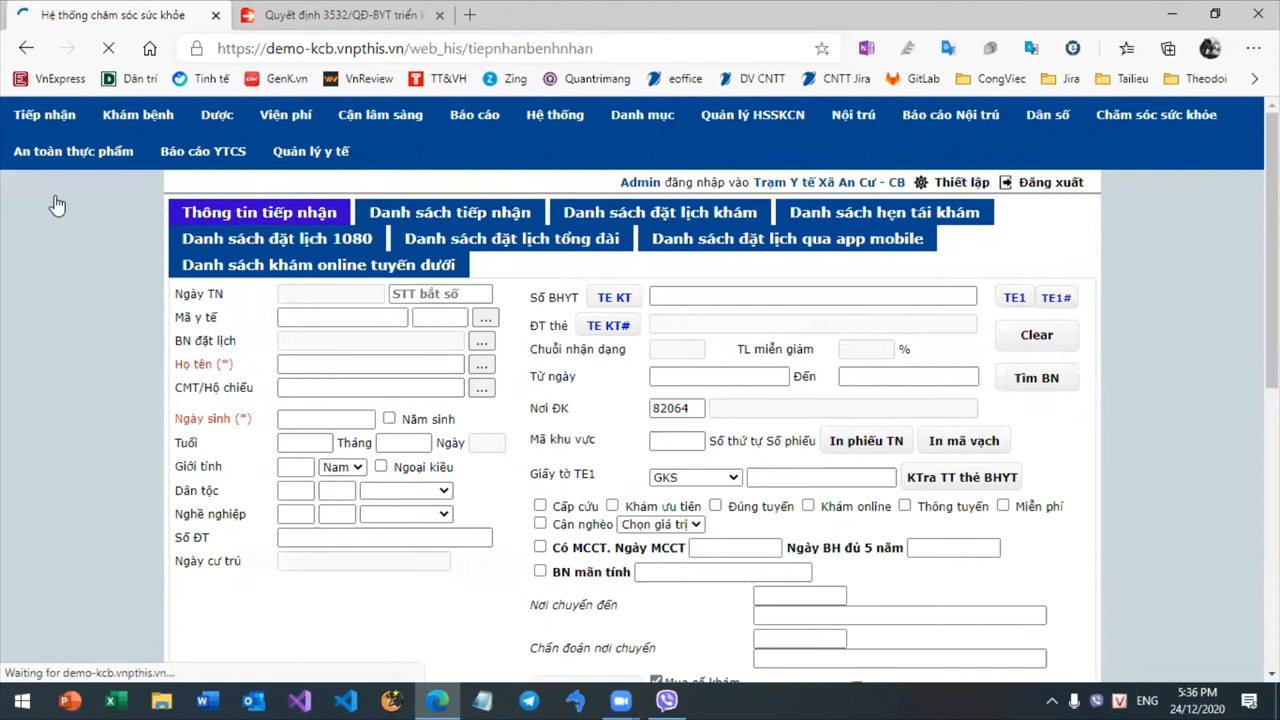 Hệ thống chăm sóc sức khỏe
Quyết định 3532/QĐ-BYT triển k
https://demo-kcb.vnpthis.vn/web_his/tiepnhanbenhnhan
VnExpress Dân trí Tinh tế GenK.vn VnReview TT&VH Zing Quantrimang eoffice DV CNTT CNTT Jira GitLab CongViec Jira Tailieu Theodoi
Tiếp nhận Khám bệnh Dược Viện phí Cận lâm sàng Báo cáo Hệ thống Danh mục Quản lý HSSKCN Nội trú Báo cáo Nội trú Dân số Chăm sóc sức khỏe
An toàn thực phẩm Báo cáo YTCS Quản lý y tế
Admin đăng nhập vào Trạm Y tế Xã An Cư - CB Thiết lập Đăng xuất
Thông tin tiếp nhận Danh sách tiếp nhận Danh sách đặt lịch khám Danh sách hẹn tái khám
Danh sách đặt lịch 1080 Danh sách đặt lịch tổng đài Danh sách đặt lịch qua app mobile
Danh sách khám online tuyến dưới
Ngày TN STT bắt số
Mã y tế ...
BN đặt lịch ...
Họ tên (*) ...
CMT/Hộ chiếu ...
Ngày sinh (*) Năm sinh
Tuổi Tháng Ngày
Giới tính Nam Ngoại kiều
Dân tộc
Nghề nghiệp
Số ĐT
Ngày cư trú
Số BHYT TE KT TE1 TE1#
ĐT thẻ TE KT# Clear
Chuỗi nhận dạng TL miễn giảm %
Từ ngày Đến Tìm BN
Nơi ĐK 82064
Mã khu vực Số thứ tự Số phiếu In phiếu TN In mã vạch
Giấy tờ TE1 GKS KTra TT thẻ BHYT
Cấp cứu Khám ưu tiên Đúng tuyến Khám online Thông tuyến Miễn phí
Cận nghèo Chọn giá trị
Có MCCT. Ngày MCCT Ngày BH đủ 5 năm
BN mãn tính
Nơi chuyển đến
Chẩn đoán nơi chuyển
Mua sổ khám
Waiting for demo-kcb.vnpthis.vn...
ENG
5:36 PM
24/12/2020